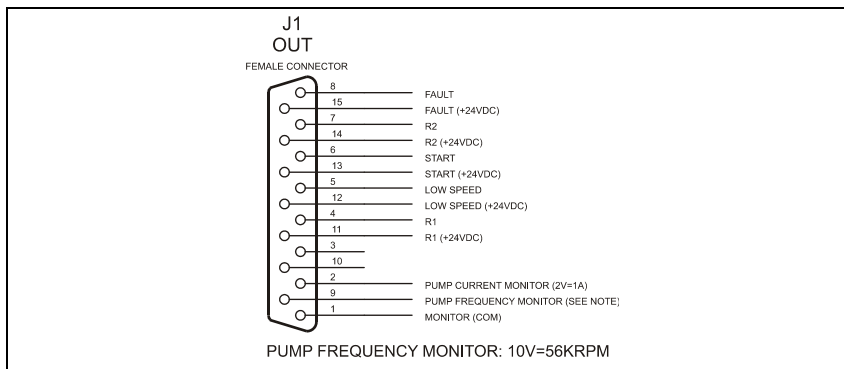 J1
OUT
FEMALE CONNECTOR
8 FAULT
15 FAULT (+24VDC)
7 R2
14 R2 (+24VDC)
6 START
13 START (+24VDC)
5 LOW SPEED
12 LOW SPEED (+24VDC)
4 R1
11 R1 (+24VDC)
3
10
2 PUMP CURRENT MONITOR (2V=1A)
9 PUMP FREQUENCY MONITOR (SEE NOTE)
1 MONITOR (COM)
PUMP FREQUENCY MONITOR: 10V=56KRPM